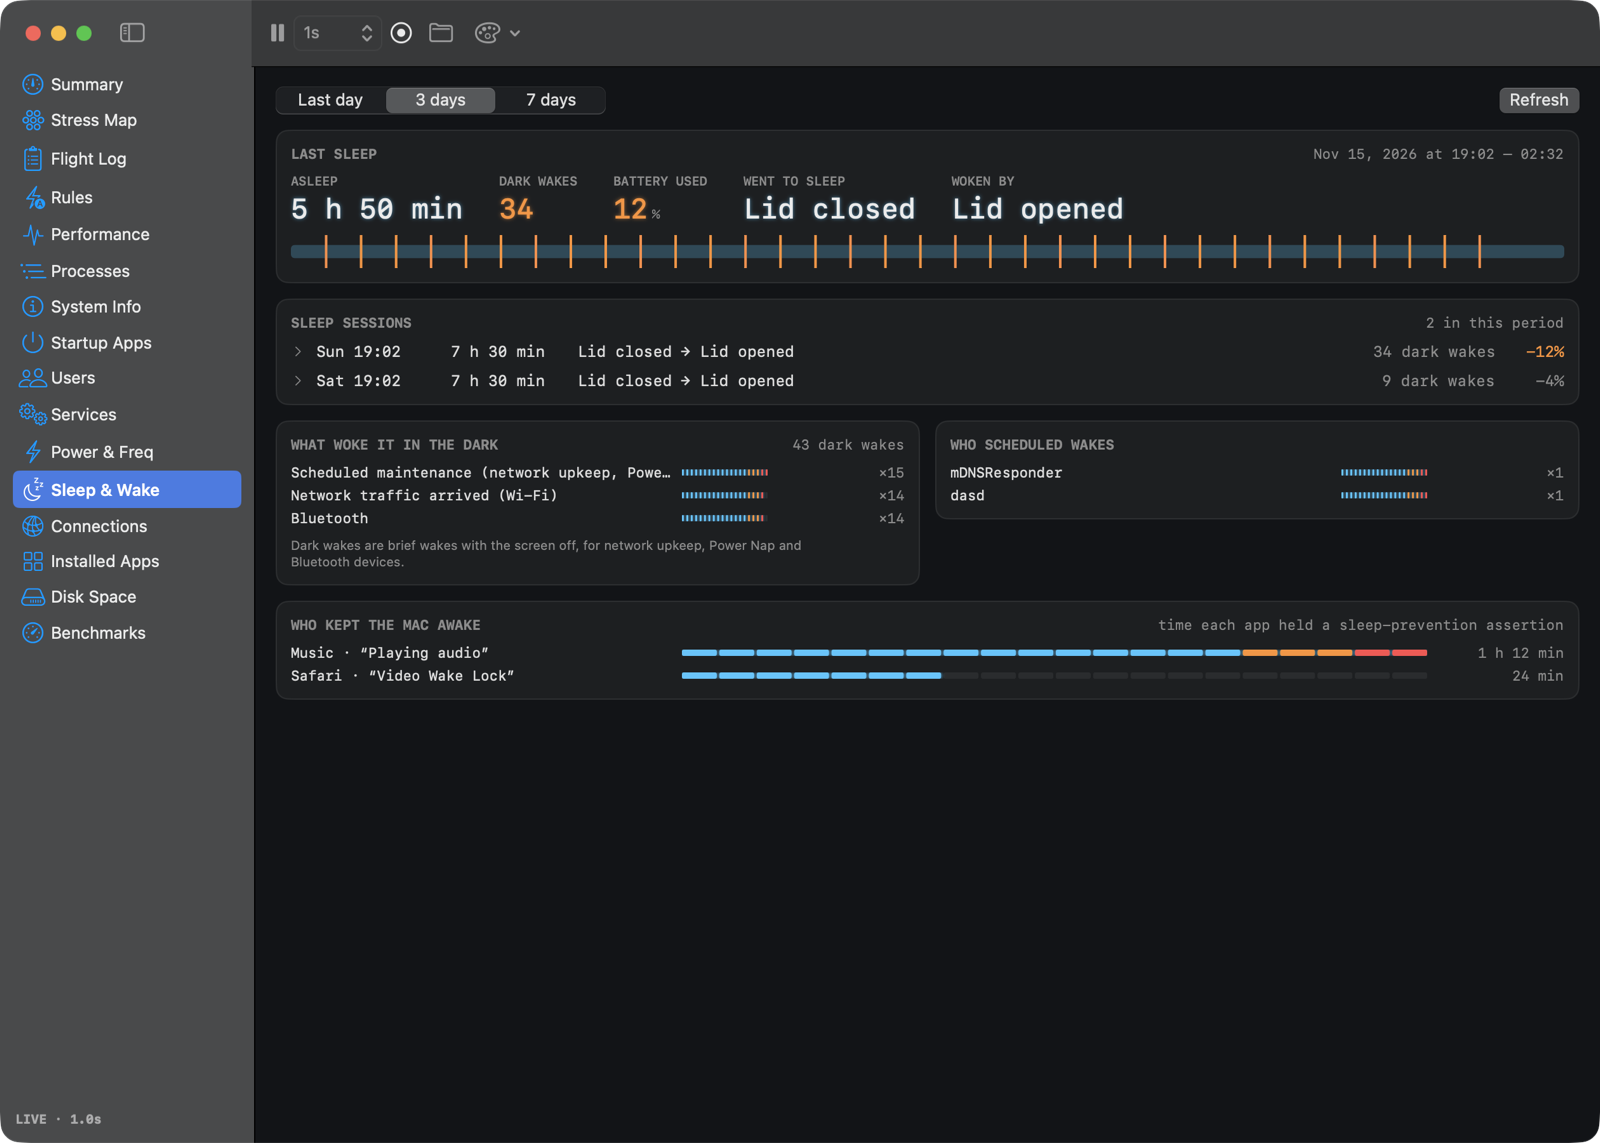 1s
Summary
Stress Map
Flight Log
Rules
Performance
Processes
System Info
Startup Apps
Users
Services
Power & Freq
Sleep & Wake
Connections
Installed Apps
Disk Space
Benchmarks
LIVE · 1.0s
Last day 3 days 7 days Refresh
LAST SLEEP Nov 15, 2026 at 19:02 – 02:32
ASLEEP DARK WAKES BATTERY USED WENT TO SLEEP WOKEN BY
5 h 50 min 34 12 % Lid closed Lid opened
SLEEP SESSIONS 2 in this period
Sun 19:02 7 h 30 min Lid closed → Lid opened 34 dark wakes −12%
Sat 19:02 7 h 30 min Lid closed → Lid opened 9 dark wakes −4%
WHAT WOKE IT IN THE DARK 43 dark wakes
Scheduled maintenance (network upkeep, Powe… ×15
Network traffic arrived (Wi-Fi) ×14
Bluetooth ×14
Dark wakes are brief wakes with the screen off, for network upkeep, Power Nap and
Bluetooth devices.
WHO SCHEDULED WAKES
mDNSResponder ×1
dasd ×1
WHO KEPT THE MAC AWAKE time each app held a sleep-prevention assertion
Music · “Playing audio” 1 h 12 min
Safari · “Video Wake Lock” 24 min